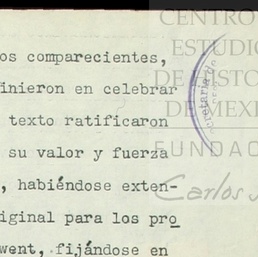 CENTRO
ESTUDIO
DE HISTO
DE MEXI
FUNDAC
Carlos
os comparecientes,
inieron en celebrar
texto ratificaron
su valor y fuerza
, habiéndose exten-
iginal para los pro
went, fijándose en